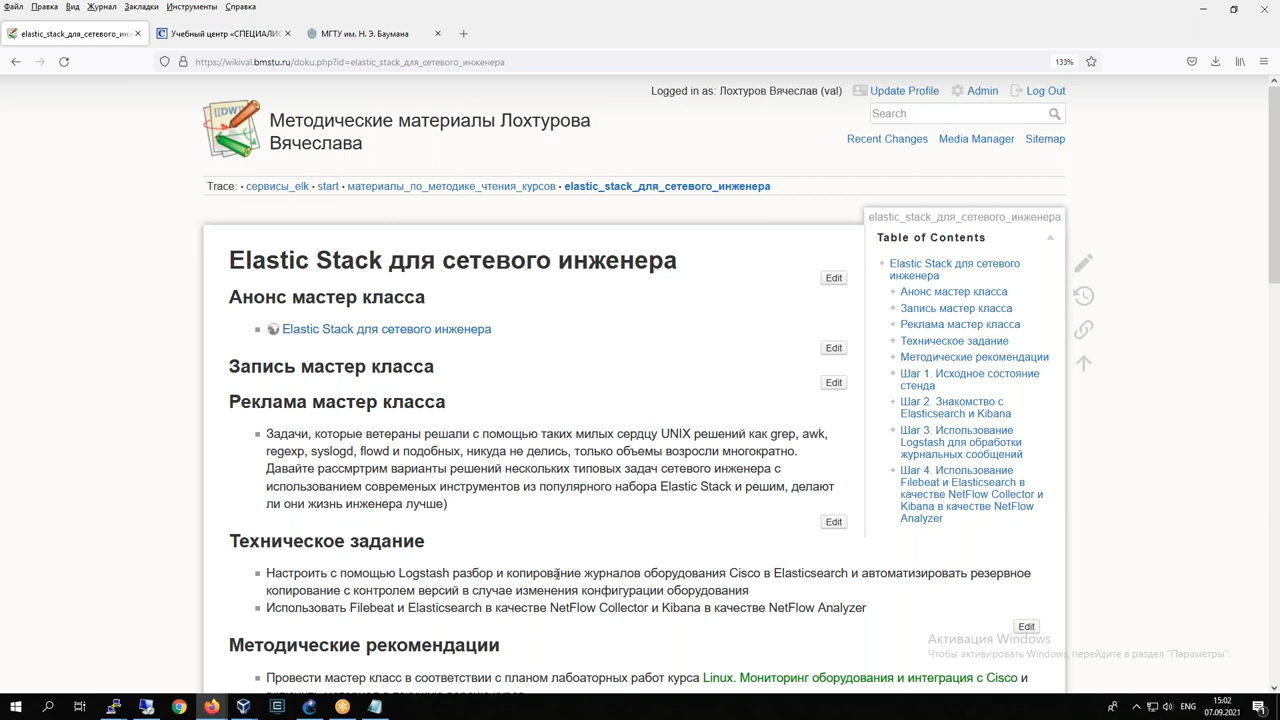 Файл Правка Вид Журнал Закладки Инструменты Справка
elastic_stack_для_сетевого_инж
Учебный центр «СПЕЦИАЛИС
МГТУ им. Н. Э. Баумана
https://wikival.bmstu.ru/doku.php?id=elastic_stack_для_сетевого_инженера
133%
Logged in as: Лохтуров Вячеслав (val) Update Profile Admin Log Out
[[DW]]
Методические материалы Лохтурова
Вячеслава
Search
Recent Changes Media Manager Sitemap
Trace: • сервисы_elk • start • материалы_по_методике_чтения_курсов • elastic_stack_для_сетевого_инженера
elastic_stack_для_сетевого_инженера
Table of Contents
Elastic Stack для сетевого
инженера
Анонс мастер класса
Запись мастер класса
Реклама мастер класса
Техническое задание
Методические рекомендации
Шаг 1. Исходное состояние
стенда
Шаг 2. Знакомство с
Elasticsearch и Kibana
Шаг 3. Использование
Logstash для обработки
журнальных сообщений
Шаг 4. Использование
Filebeat и Elasticsearch в
качестве NetFlow Collector и
Kibana в качестве NetFlow
Analyzer
Elastic Stack для сетевого инженера
Edit
Анонс мастер класса
Elastic Stack для сетевого инженера
Edit
Запись мастер класса
Edit
Реклама мастер класса
Задачи, которые ветераны решали с помощью таких милых сердцу UNIX решений как grep, awk,
regexp, syslogd, flowd и подобных, никуда не делись, только объемы возросли многократно.
Давайте рассмртрим варианты решений нескольких типовых задач сетевого инженера с
использованием современых инструментов из популярного набора Elastic Stack и решим, делают
ли они жизнь инженера лучше)
Edit
Техническое задание
Настроить с помощью Logstash разбор и копирование журналов оборудования Cisco в Elasticsearch и автоматизировать резервное
копирование с контролем версий в случае изменения конфигурации оборудования
Использовать Filebeat и Elasticsearch в качестве NetFlow Collector и Kibana в качестве NetFlow Analyzer
Edit
Методические рекомендации
Активация Windows
Чтобы активировать Windows, перейдите в раздел "Параметры".
Провести мастер класс в соответствии с планом лабоаторных работ курса Linux. Мониторинг оборудования и интеграция с Cisco и
ENG
15:02
07.09.2021